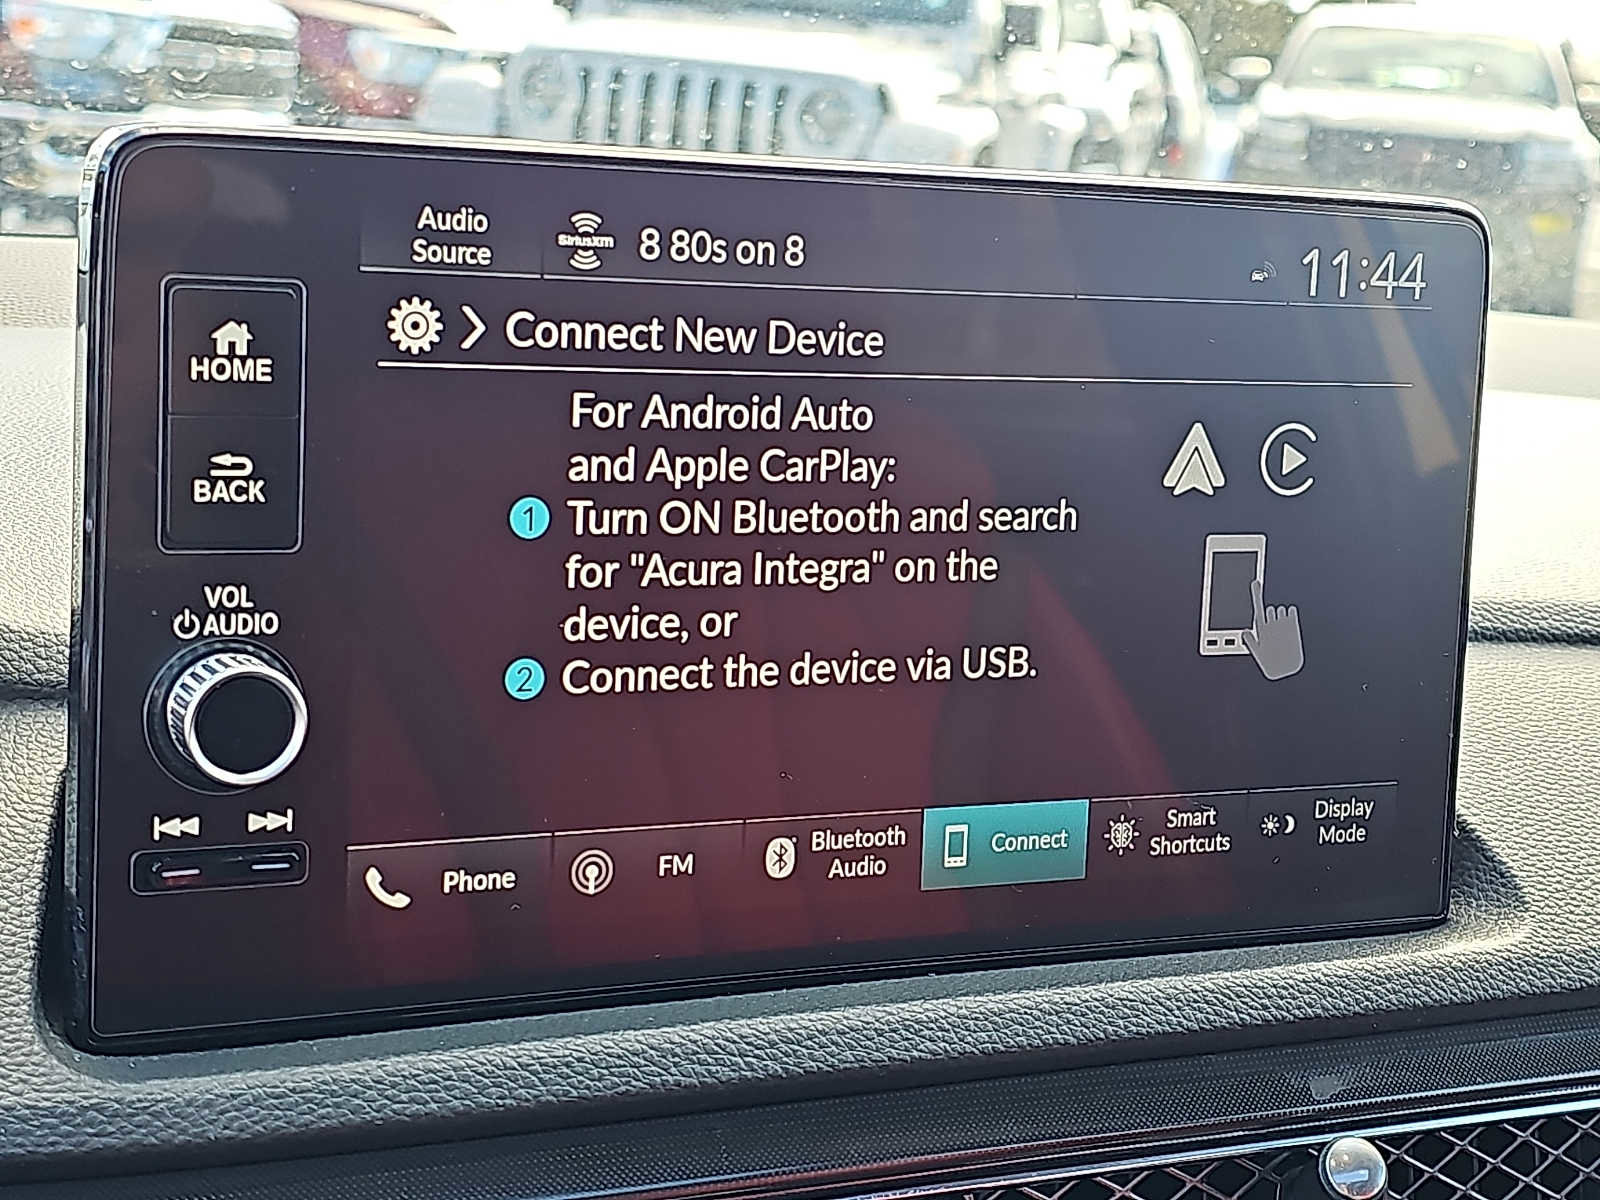 Audio
Source
SiriusXM
8 80s on 8
11:44
Connect New Device
HOME
BACK
VOL
AUDIO
For Android Auto
and Apple CarPlay:
1 Turn ON Bluetooth and search
for "Acura Integra" on the
device, or
2 Connect the device via USB.
Phone
FM
Bluetooth
Audio
Connect
Smart
Shortcuts
Display
Mode